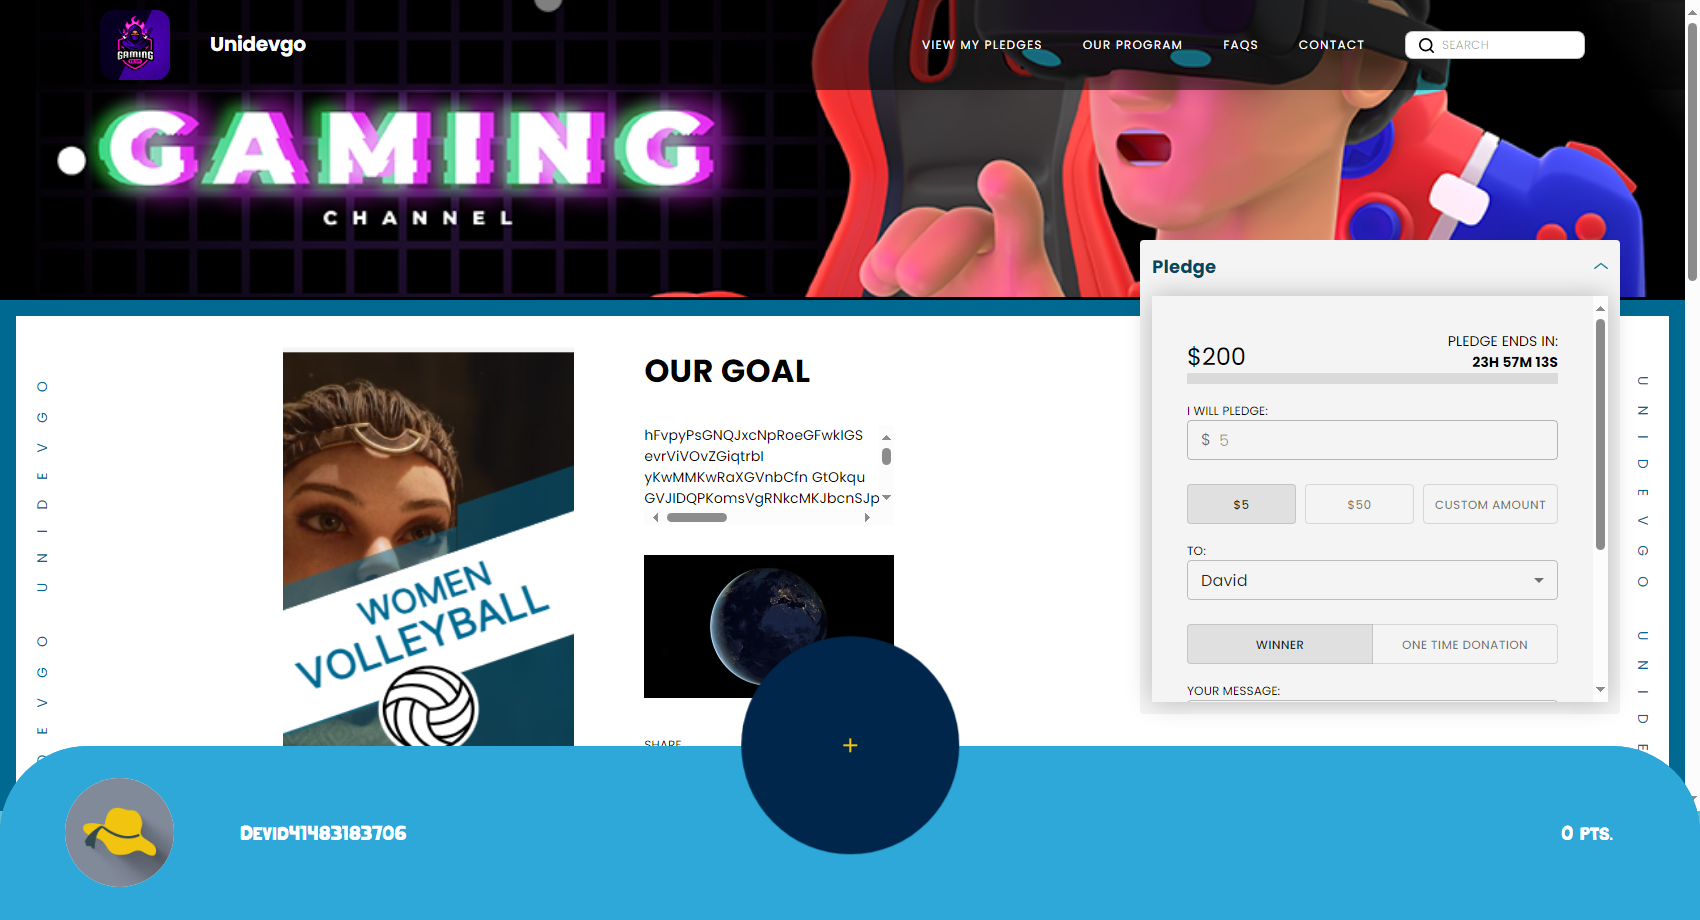 GAMING
Unidevgo
VIEW MY PLEDGES
OUR PROGRAM
FAQS
CONTACT
SEARCH
GAMING
CHANNEL
Pledge
$200
PLEDGE ENDS IN:
23H 57M 13S
I WILL PLEDGE:
$ 5
$5
$50
CUSTOM AMOUNT
TO:
David
WINNER
ONE TIME DONATION
YOUR MESSAGE:
UNIDEVGO UNIDEVGO
WOMEN
VOLLEYBALL
OUR GOAL
hFvpyPsGNQJxcNpRoeGFwkIGS
evrViVOvZGiqtrbI
yKwMMKwRaXGVnbCfn GtOkqu
GVJIDQPKomsVgRNkcMKJbcnSJp
SHARE
UNIDEVGO UNIDE
+
Devid41483183706
0 PTS.